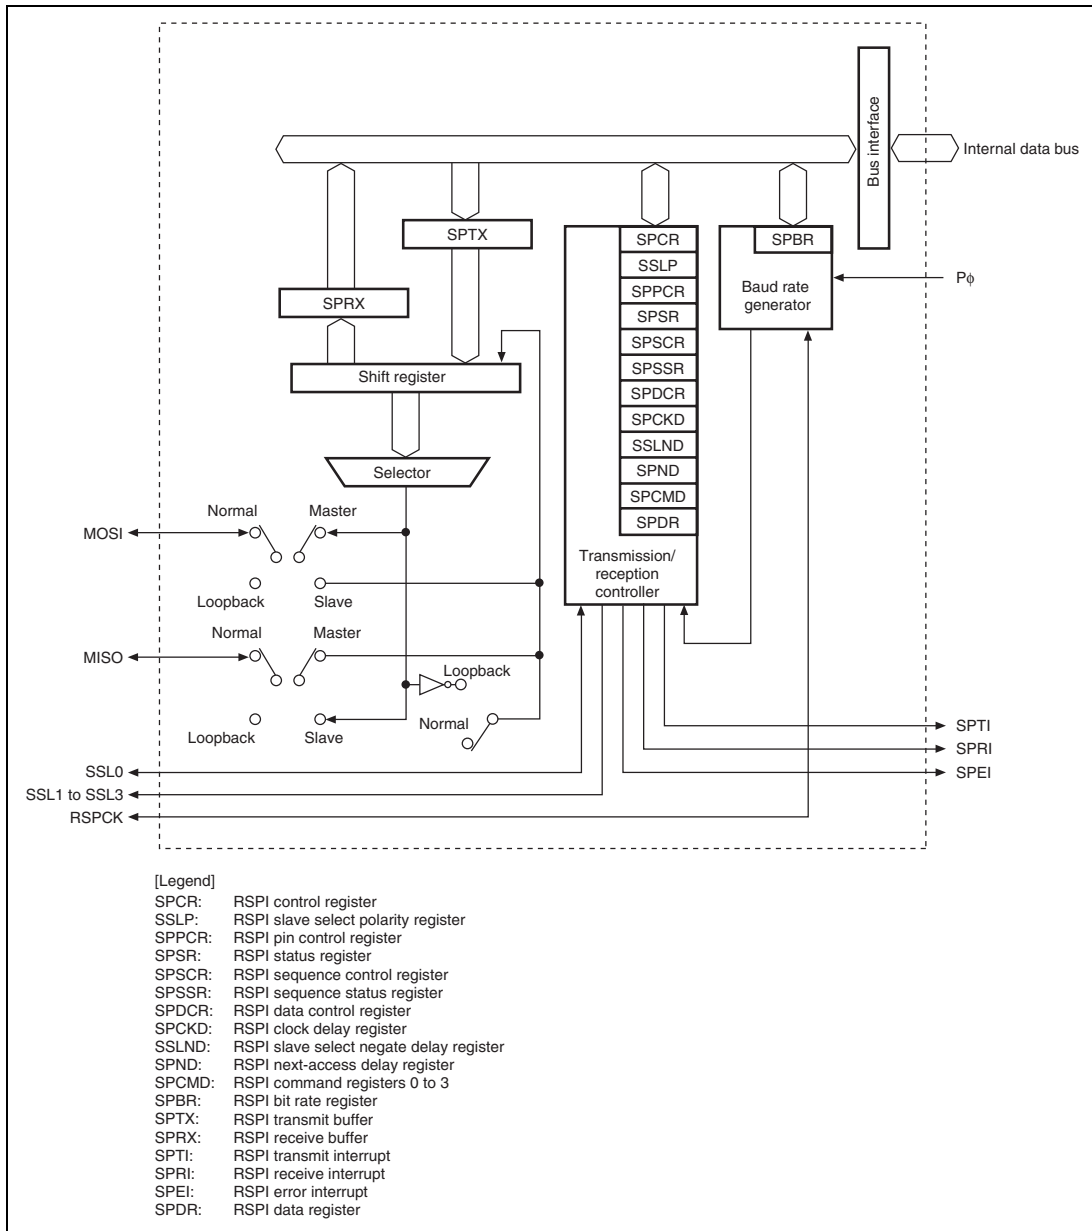 Bus interface
Internal data bus
SPTX
SPCR
SPBR
SSLP
Baud rate
generator
Pϕ
SPRX
SPPCR
SPSR
SPSCR
Shift register
SPSSR
SPDCR
SPCKD
SSLND
Selector
SPND
SPCMD
SPDR
Normal
Master
MOSI
Transmission/
reception
controller
Loopback
Slave
Normal
Master
MISO
Loopback
Normal
Loopback
Slave
SPTI
SPRI
SSL0
SPEI
SSL1 to SSL3
RSPCK
[Legend]
SPCR: RSPI control register
SSLP: RSPI slave select polarity register
SPPCR: RSPI pin control register
SPSR: RSPI status register
SPSCR: RSPI sequence control register
SPSSR: RSPI sequence status register
SPDCR: RSPI data control register
SPCKD: RSPI clock delay register
SSLND: RSPI slave select negate delay register
SPND: RSPI next-access delay register
SPCMD: RSPI command registers 0 to 3
SPBR: RSPI bit rate register
SPTX: RSPI transmit buffer
SPRX: RSPI receive buffer
SPTI: RSPI transmit interrupt
SPRI: RSPI receive interrupt
SPEI: RSPI error interrupt
SPDR: RSPI data register